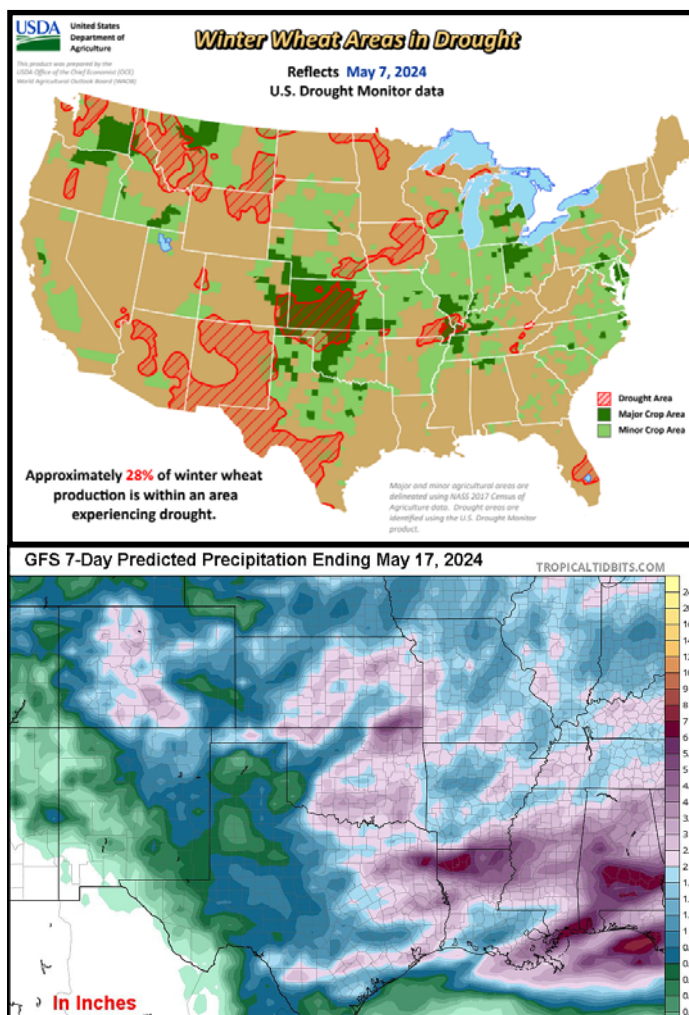 USDA
United States
Department of
Agriculture
This product was prepared by the
USDA Office of the Chief Economist (OCE)
World Agricultural Outlook Board (WAOB)
Winter Wheat Areas in Drought
Reflects May 7, 2024
U.S. Drought Monitor data
Drought Area
Major Crop Area
Minor Crop Area
Approximately 28% of winter wheat
production is within an area
experiencing drought.
Major and minor agricultural areas are
delineated using NASS 2017 Census of
Agriculture data. Drought areas are
identified using the U.S. Drought Monitor
product.
GFS 7-Day Predicted Precipitation Ending May 17, 2024
TROPICALTIDBITS.COM
In Inches